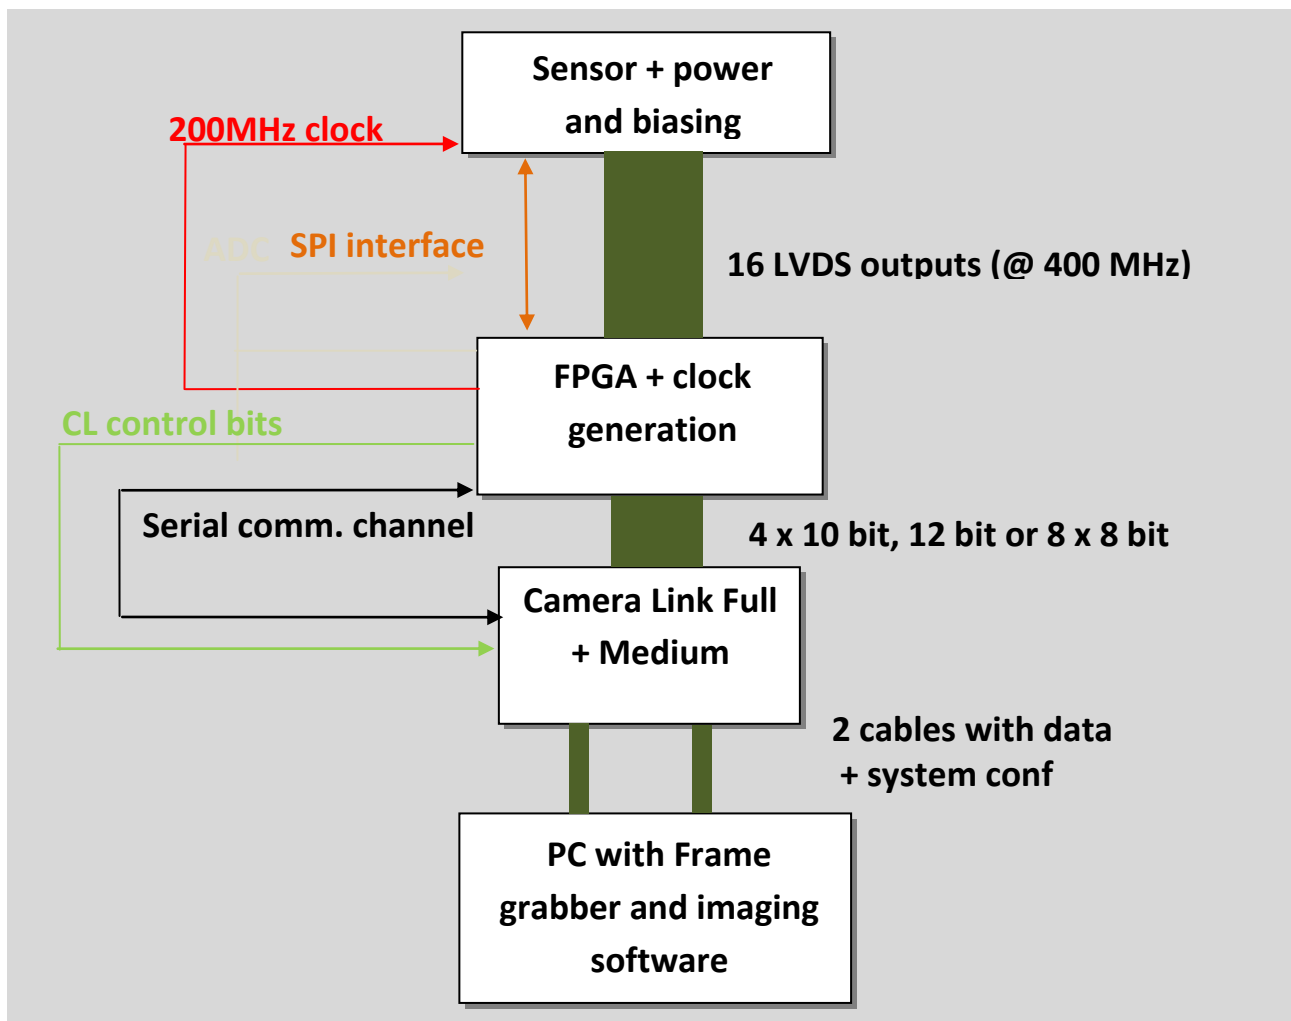 Sensor + power
and biasing
200MHz clock
ADC
SPI interface
16 LVDS outputs (@ 400 MHz)
FPGA + clock
generation
CL control bits
Serial comm. channel
4 x 10 bit, 12 bit or 8 x 8 bit
Camera Link Full
+ Medium
2 cables with data
+ system conf
PC with Frame
grabber and imaging
software